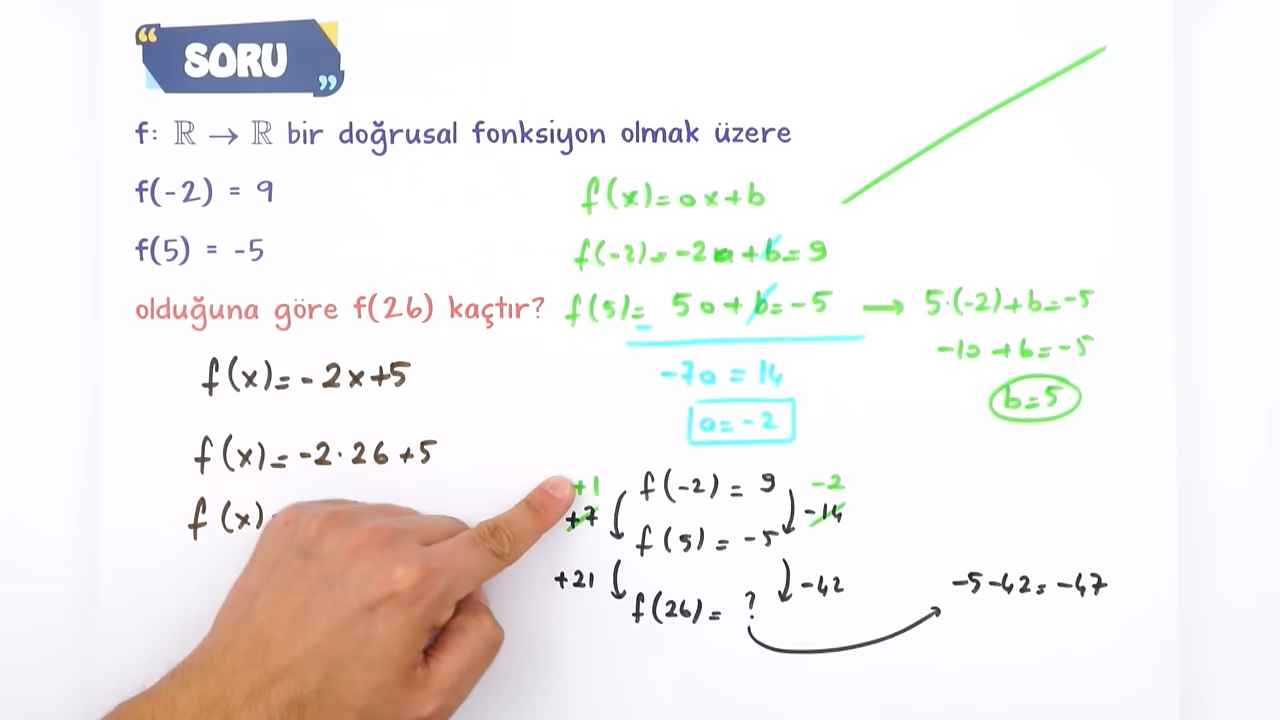 SORU
f: ℝ → ℝ bir doğrusal fonksiyon olmak üzere
f(-2) = 9
f(5) = -5
olduğuna göre f(26) kaçtır?
f(x)=-2x+5
f(x)=-2·26+5
f(x)
f(x)=ax+b
f(-2)=-2a+b=9
f(5)=5a+b=-5 → 5·(-2)+b=-5
-10+b=-5
b=5
-7a=14
a=-2
+1 f(-2)=9 -2
+7 -14
f(5)=-5
+21 -42
f(26)=?
-5-42=-47